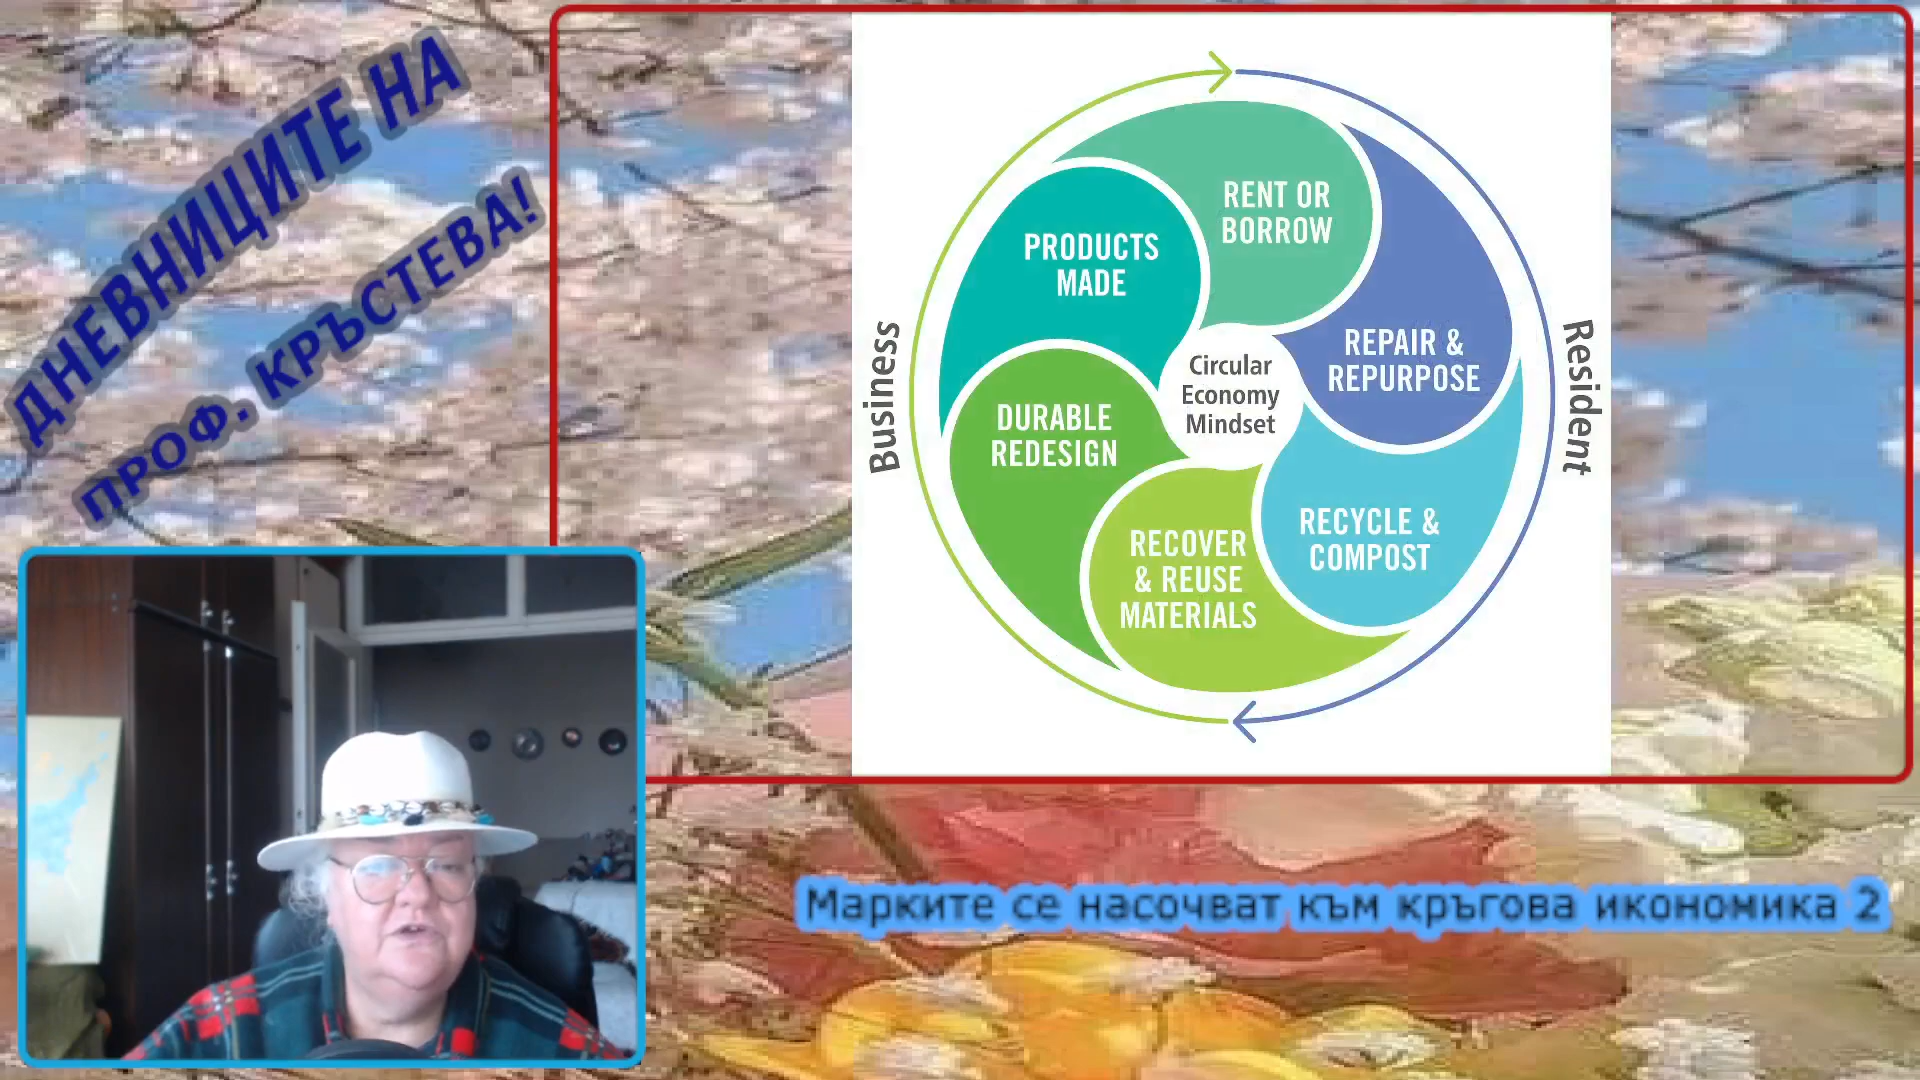 ДНЕВНИЦИТЕ НА
ПРОФ. КРЪСТЕВА!
Business
Resident
PRODUCTS
MADE
RENT OR
BORROW
REPAIR &
REPURPOSE
RECYCLE &
COMPOST
RECOVER
& REUSE
MATERIALS
DURABLE
REDESIGN
Circular
Economy
Mindset
Марките се насочват към кръгова икономика 2